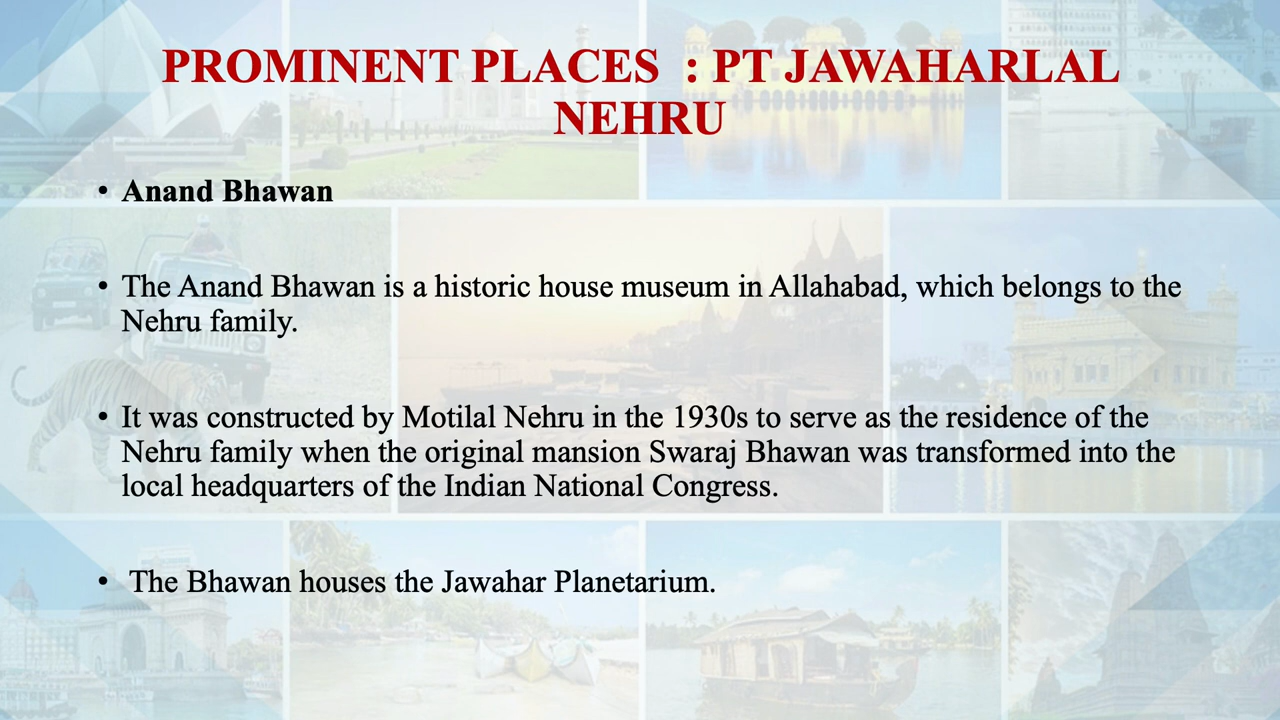 PROMINENT PLACES : PT JAWAHARLAL
NEHRU
• Anand Bhawan
• The Anand Bhawan is a historic house museum in Allahabad, which belongs to the
Nehru family.
• It was constructed by Motilal Nehru in the 1930s to serve as the residence of the
Nehru family when the original mansion Swaraj Bhawan was transformed into the
local headquarters of the Indian National Congress.
• The Bhawan houses the Jawahar Planetarium.